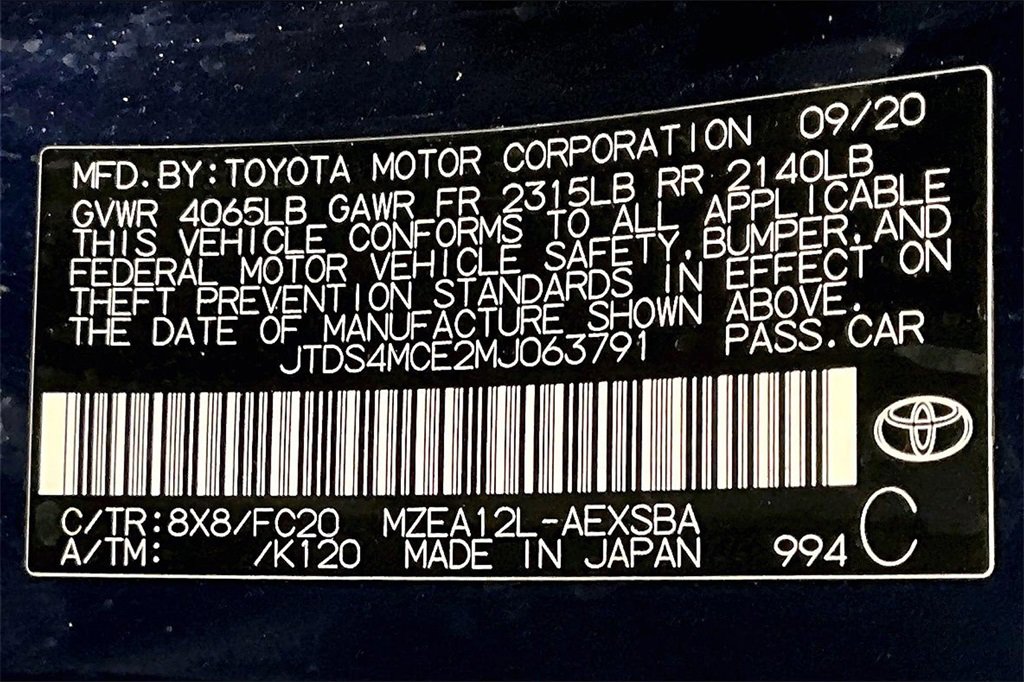 MFD.BY:TOYOTA MOTOR CORPORATION 09/20
GVWR 4065LB GAWR FR 2315LB RR 2140LB
THIS VEHICLE CONFORMS TO ALL APPLICABLE
FEDERAL MOTOR VEHICLE SAFETY,BUMPER,AND
THEFT PREVENTION STANDARDS IN EFFECT ON
THE DATE OF MANUFACTURE SHOWN ABOVE.
JTDS4MCE2MJ063791 PASS.CAR
C/TR:8X8/FC20 MZEA12L-AEXSBA
A/TM: /K120 MADE IN JAPAN 994 C